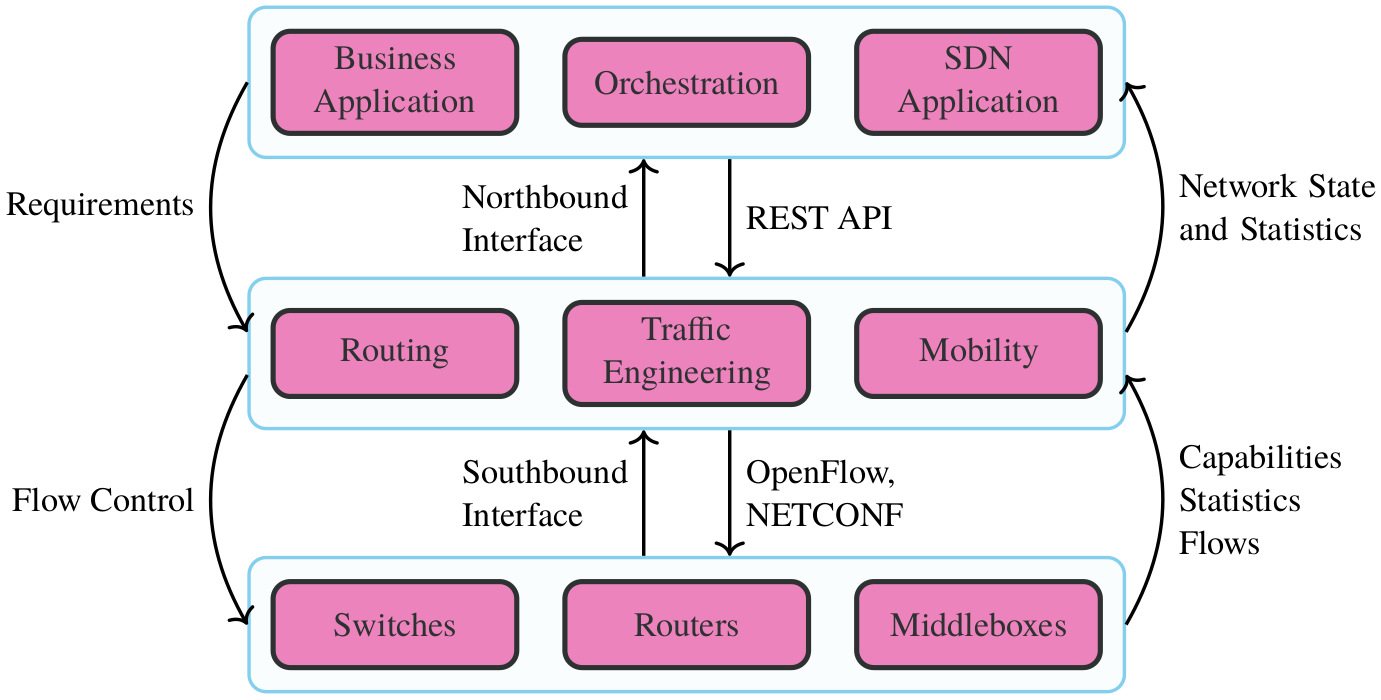 Business
Application
Orchestration
SDN
Application
Requirements
Northbound
Interface
REST API
Network State
and Statistics
Routing
Traffic
Engineering
Mobility
Flow Control
Southbound
Interface
OpenFlow,
NETCONF
Capabilities
Statistics
Flows
Switches
Routers
Middleboxes